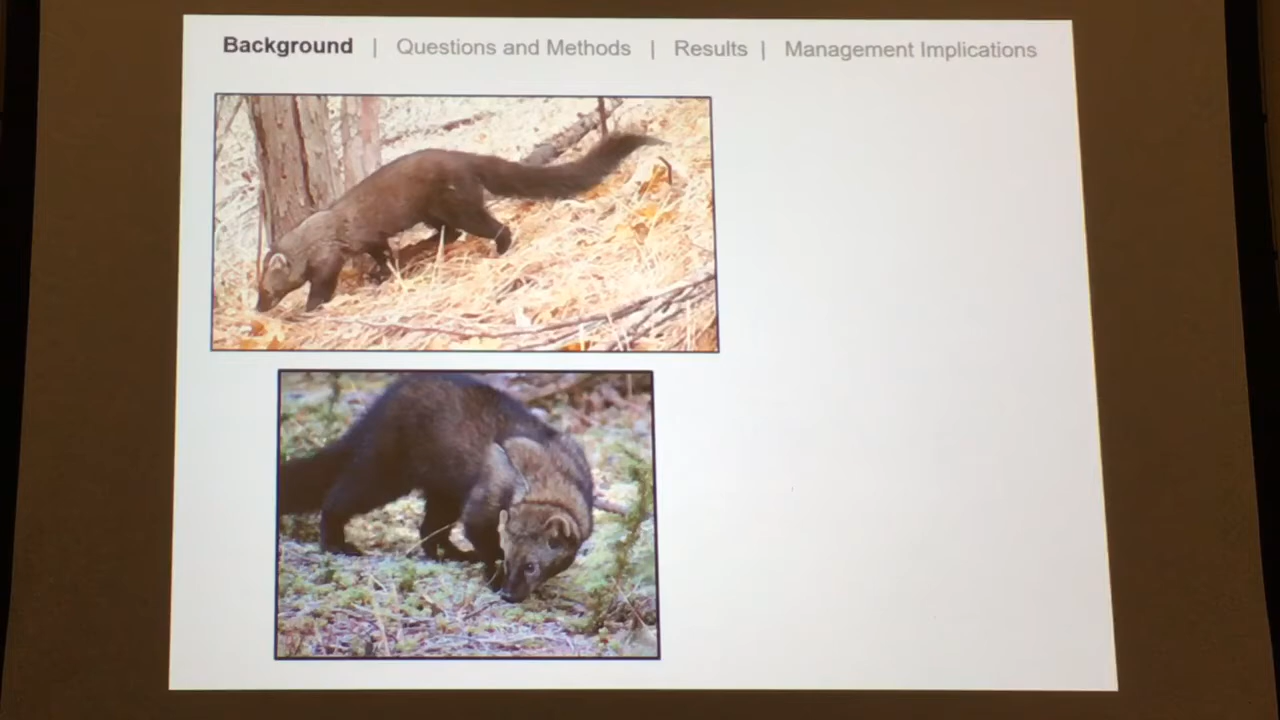 Background | Questions and Methods | Results | Management Implications